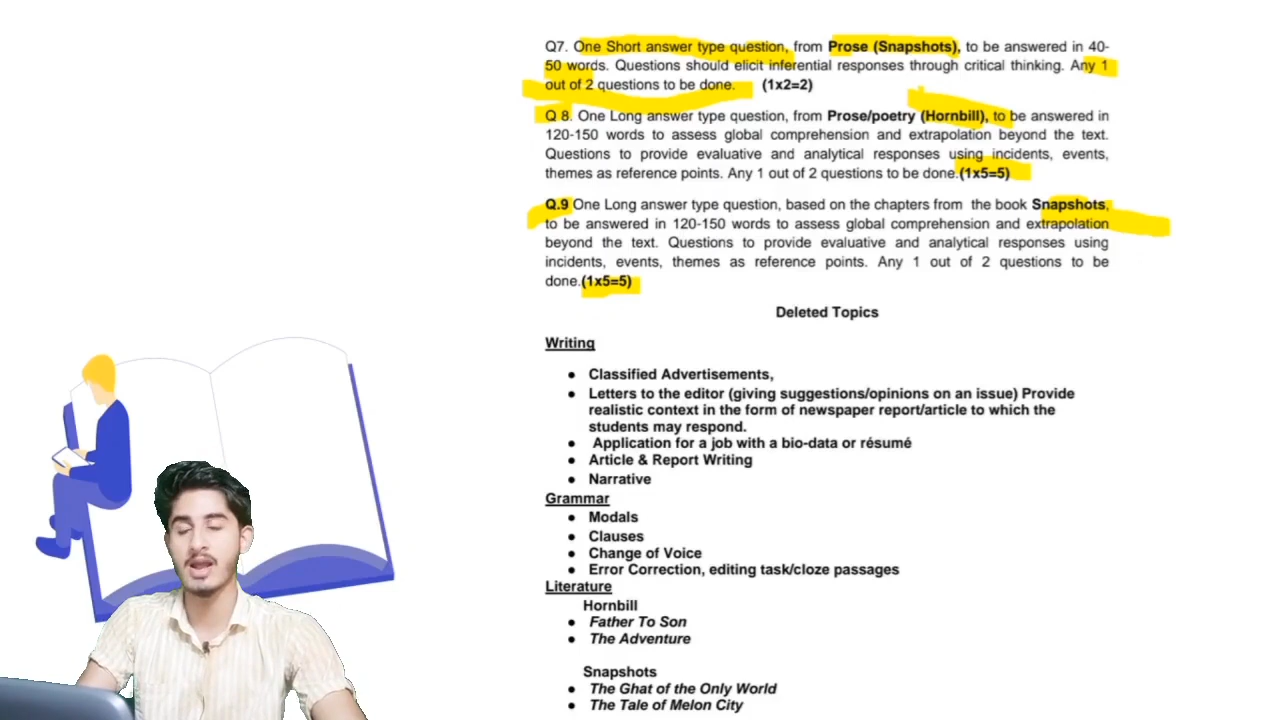 Q7. One Short answer type question, from Prose (Snapshots), to be answered in 40-
50 words. Questions should elicit inferential responses through critical thinking. Any 1
out of 2 questions to be done. (1x2=2)
Q 8. One Long answer type question, from Prose/poetry (Hornbill), to be answered in
120-150 words to assess global comprehension and extrapolation beyond the text.
Questions to provide evaluative and analytical responses using incidents, events,
themes as reference points. Any 1 out of 2 questions to be done.(1x5=5)
Q.9 One Long answer type question, based on the chapters from the book Snapshots,
to be answered in 120-150 words to assess global comprehension and extrapolation
beyond the text. Questions to provide evaluative and analytical responses using
incidents, events, themes as reference points. Any 1 out of 2 questions to be
done.(1x5=5)
Deleted Topics
Writing
● Classified Advertisements,
● Letters to the editor (giving suggestions/opinions on an issue) Provide
realistic context in the form of newspaper report/article to which the
students may respond.
● Application for a job with a bio-data or résumé
● Article & Report Writing
● Narrative
Grammar
● Modals
● Clauses
● Change of Voice
● Error Correction, editing task/cloze passages
Literature
Hornbill
● Father To Son
● The Adventure
Snapshots
● The Ghat of the Only World
● The Tale of Melon City